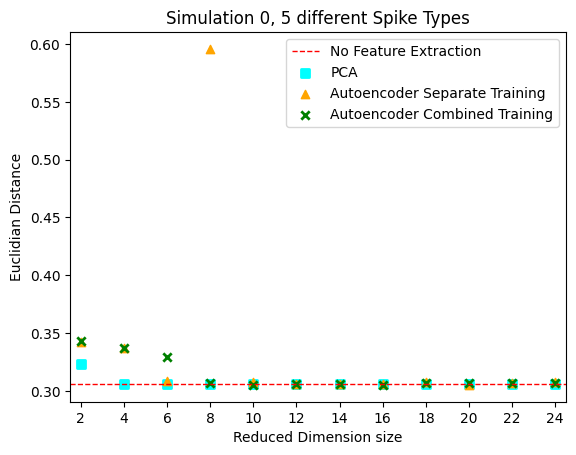 Simulation 0, 5 different Spike Types
No Feature Extraction
PCA
Autoencoder Separate Training
Autoencoder Combined Training
Euclidian Distance
0.60
0.55
0.50
0.45
0.40
0.35
0.30
2 4 6 8 10 12 14 16 18 20 22 24
Reduced Dimension size